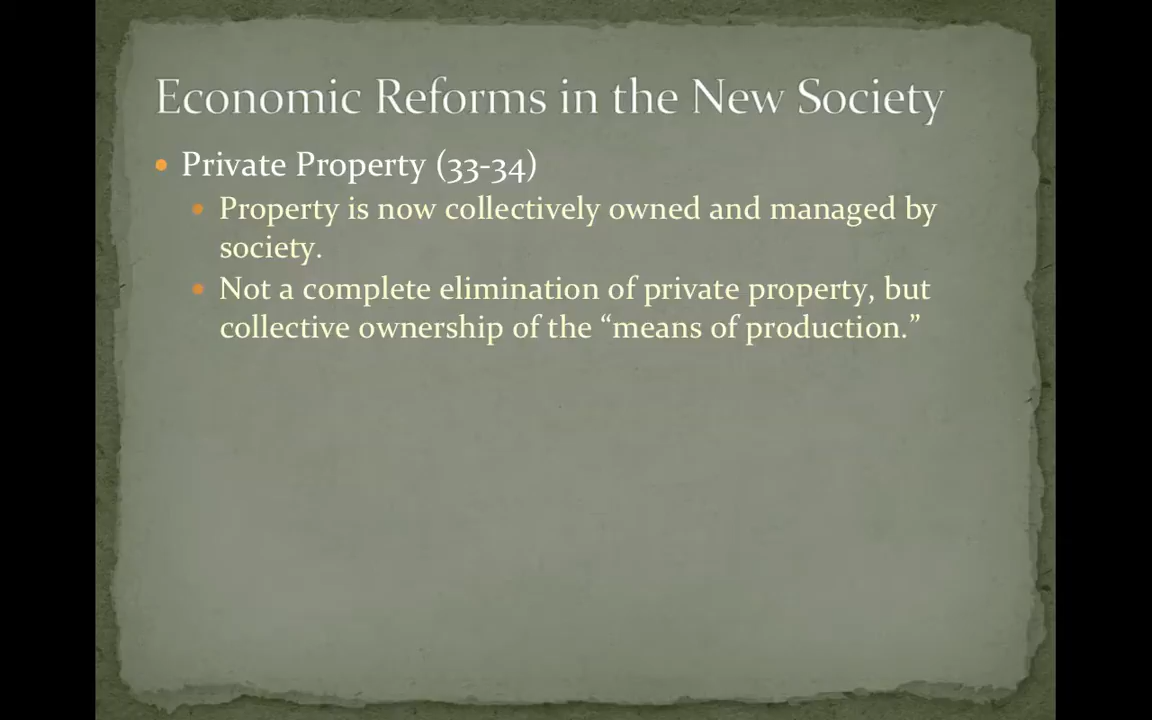 Economic Reforms in the New Society
• Private Property (33-34)
• Property is now collectively owned and managed by
society.
• Not a complete elimination of private property, but
collective ownership of the “means of production.”